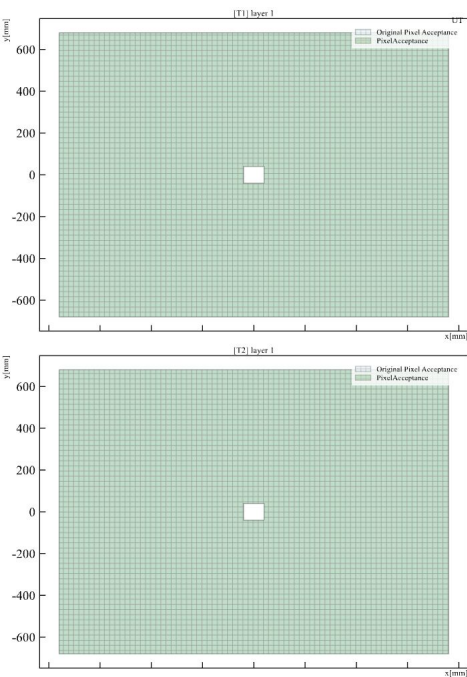 [T1] layer 1
UT
y[mm]
Original Pixel Acceptance
PixelAcceptance
600
400
200
0
-200
-400
-600
x[mm]
[T2] layer 1
y[mm]
Original Pixel Acceptance
PixelAcceptance
600
400
200
0
-200
-400
-600
x[mm]